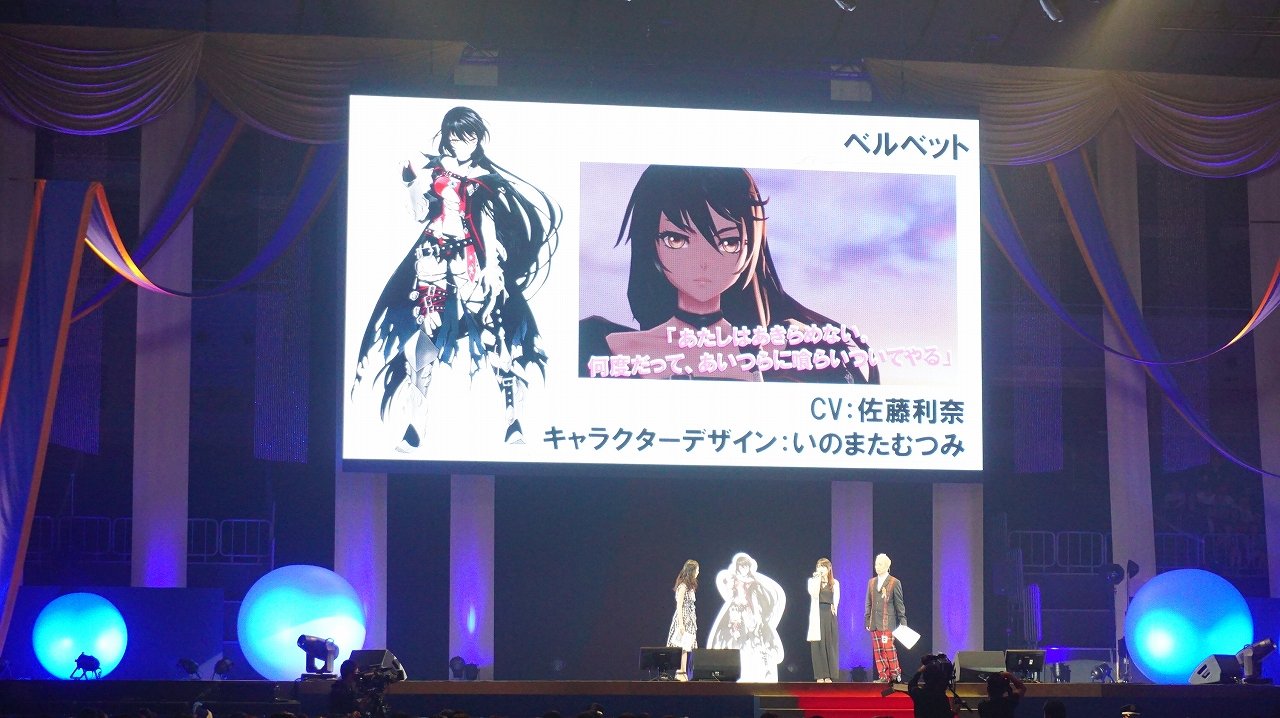 ベルベット
「あたしはあきらめない、
何度だって、あいつらに喰らいついてやる」
CV：佐藤利奈
キャラクターデザイン：いのまたむつみ